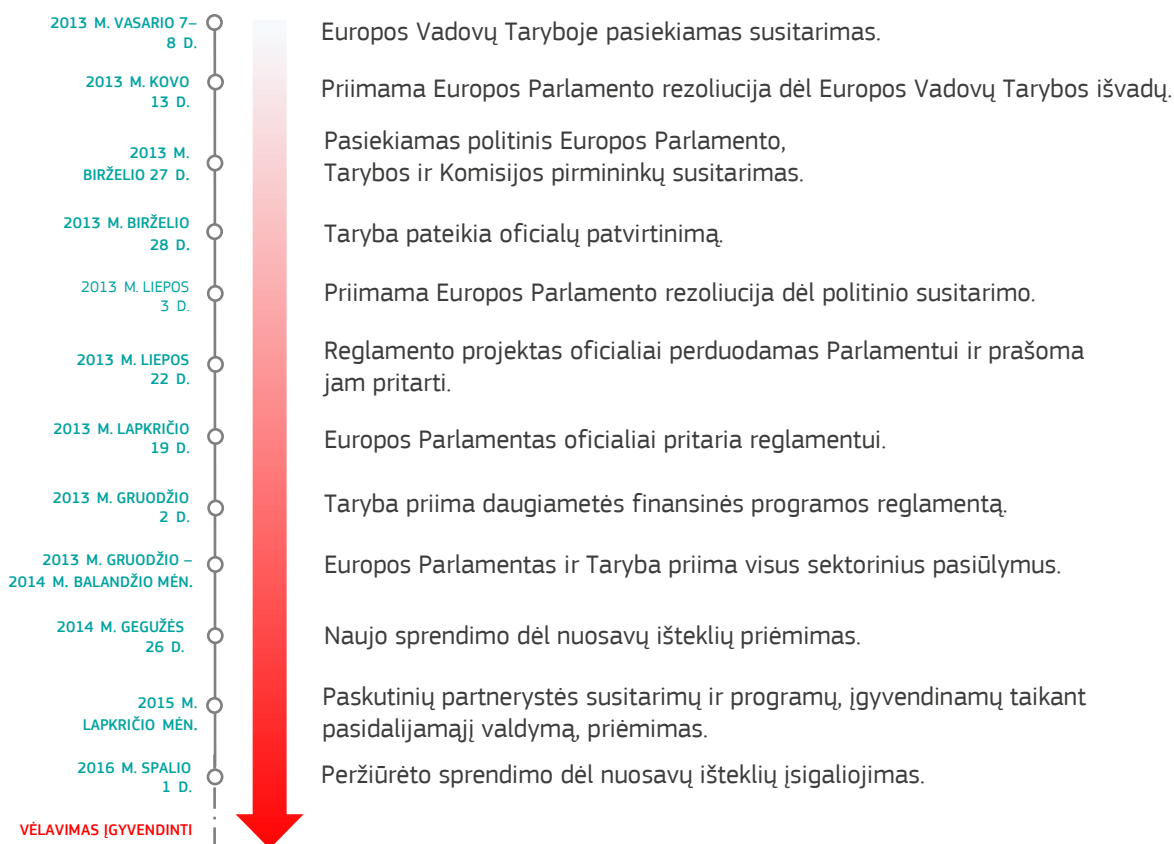 2013 M. VASARIO 7–
8 D.
Europos Vadovų Taryboje pasiekiamas susitarimas.
2013 M. KOVO
13 D.
Priimama Europos Parlamento rezoliucija dėl Europos Vadovų Tarybos išvadų.
2013 M.
BIRŽELIO 27 D.
Pasiekiamas politinis Europos Parlamento,
Tarybos ir Komisijos pirmininkų susitarimas.
2013 M. BIRŽELIO
28 D.
Taryba pateikia oficialų patvirtinimą.
2013 M. LIEPOS
3 D.
Priimama Europos Parlamento rezoliucija dėl politinio susitarimo.
2013 M. LIEPOS
22 D.
Reglamento projektas oficialiai perduodamas Parlamentui ir prašoma
jam pritarti.
2013 M. LAPKRIČIO
19 D.
Europos Parlamentas oficialiai pritaria reglamentui.
2013 M. GRUODŽIO
2 D.
Taryba priima daugiametės finansinės programos reglamentą.
2013 M. GRUODŽIO –
2014 M. BALANDŽIO MĖN.
Europos Parlamentas ir Taryba priima visus sektorinius pasiūlymus.
2014 M. GEGUŽĖS
26 D.
Naujo sprendimo dėl nuosavų išteklių priėmimas.
2015 M.
LAPKRIČIO MĖN.
Paskutinių partnerystės susitarimų ir programų, įgyvendinamų taikant
pasidalijamąjį valdymą, priėmimas.
2016 M. SPALIO
1 D.
Peržiūrėto sprendimo dėl nuosavų išteklių įsigaliojimas.
VĖLAVIMAS ĮGYVENDINTI